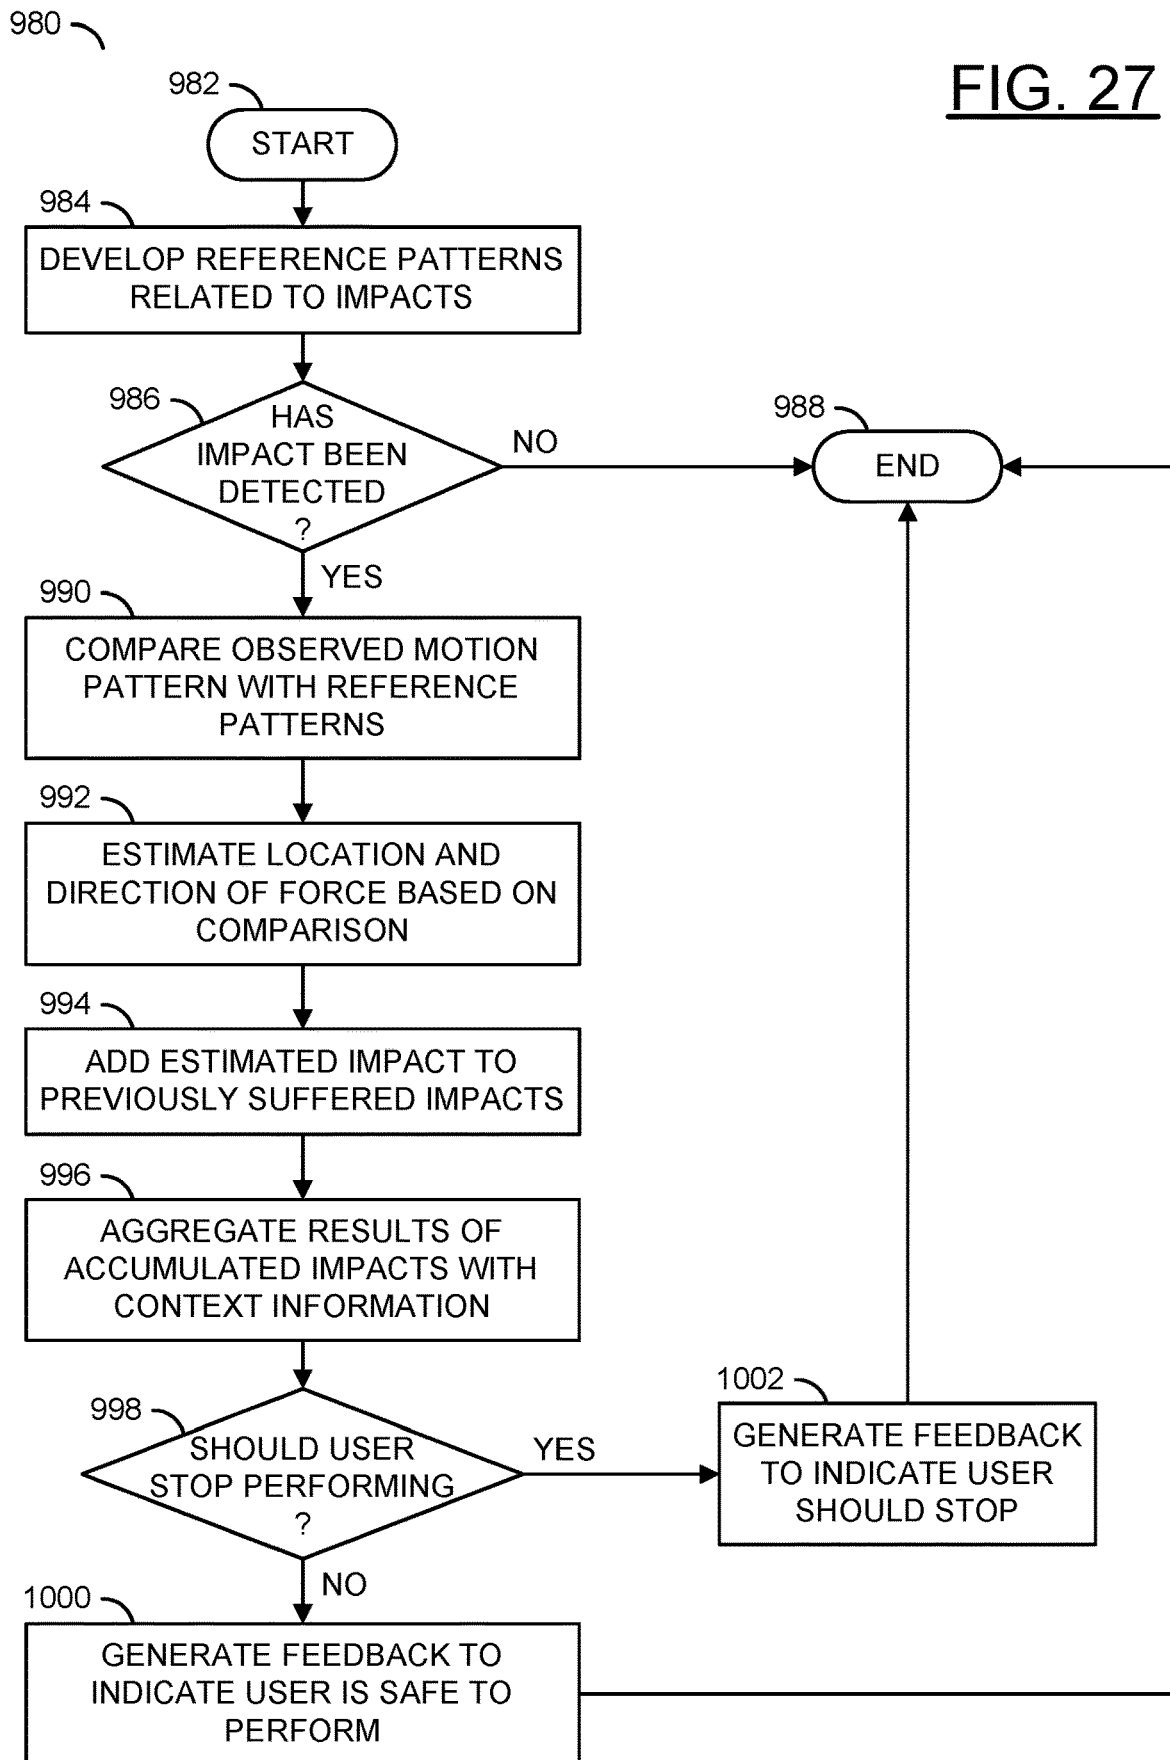 980
FIG. 27
982
START
984
DEVELOP REFERENCE PATTERNS
RELATED TO IMPACTS
986
HAS
IMPACT BEEN
DETECTED
?
NO
988
END
YES
990
COMPARE OBSERVED MOTION
PATTERN WITH REFERENCE
PATTERNS
992
ESTIMATE LOCATION AND
DIRECTION OF FORCE BASED ON
COMPARISON
994
ADD ESTIMATED IMPACT TO
PREVIOUSLY SUFFERED IMPACTS
996
AGGREGATE RESULTS OF
ACCUMULATED IMPACTS WITH
CONTEXT INFORMATION
998
SHOULD USER
STOP PERFORMING
?
YES
1002
GENERATE FEEDBACK
TO INDICATE USER
SHOULD STOP
NO
1000
GENERATE FEEDBACK TO
INDICATE USER IS SAFE TO
PERFORM